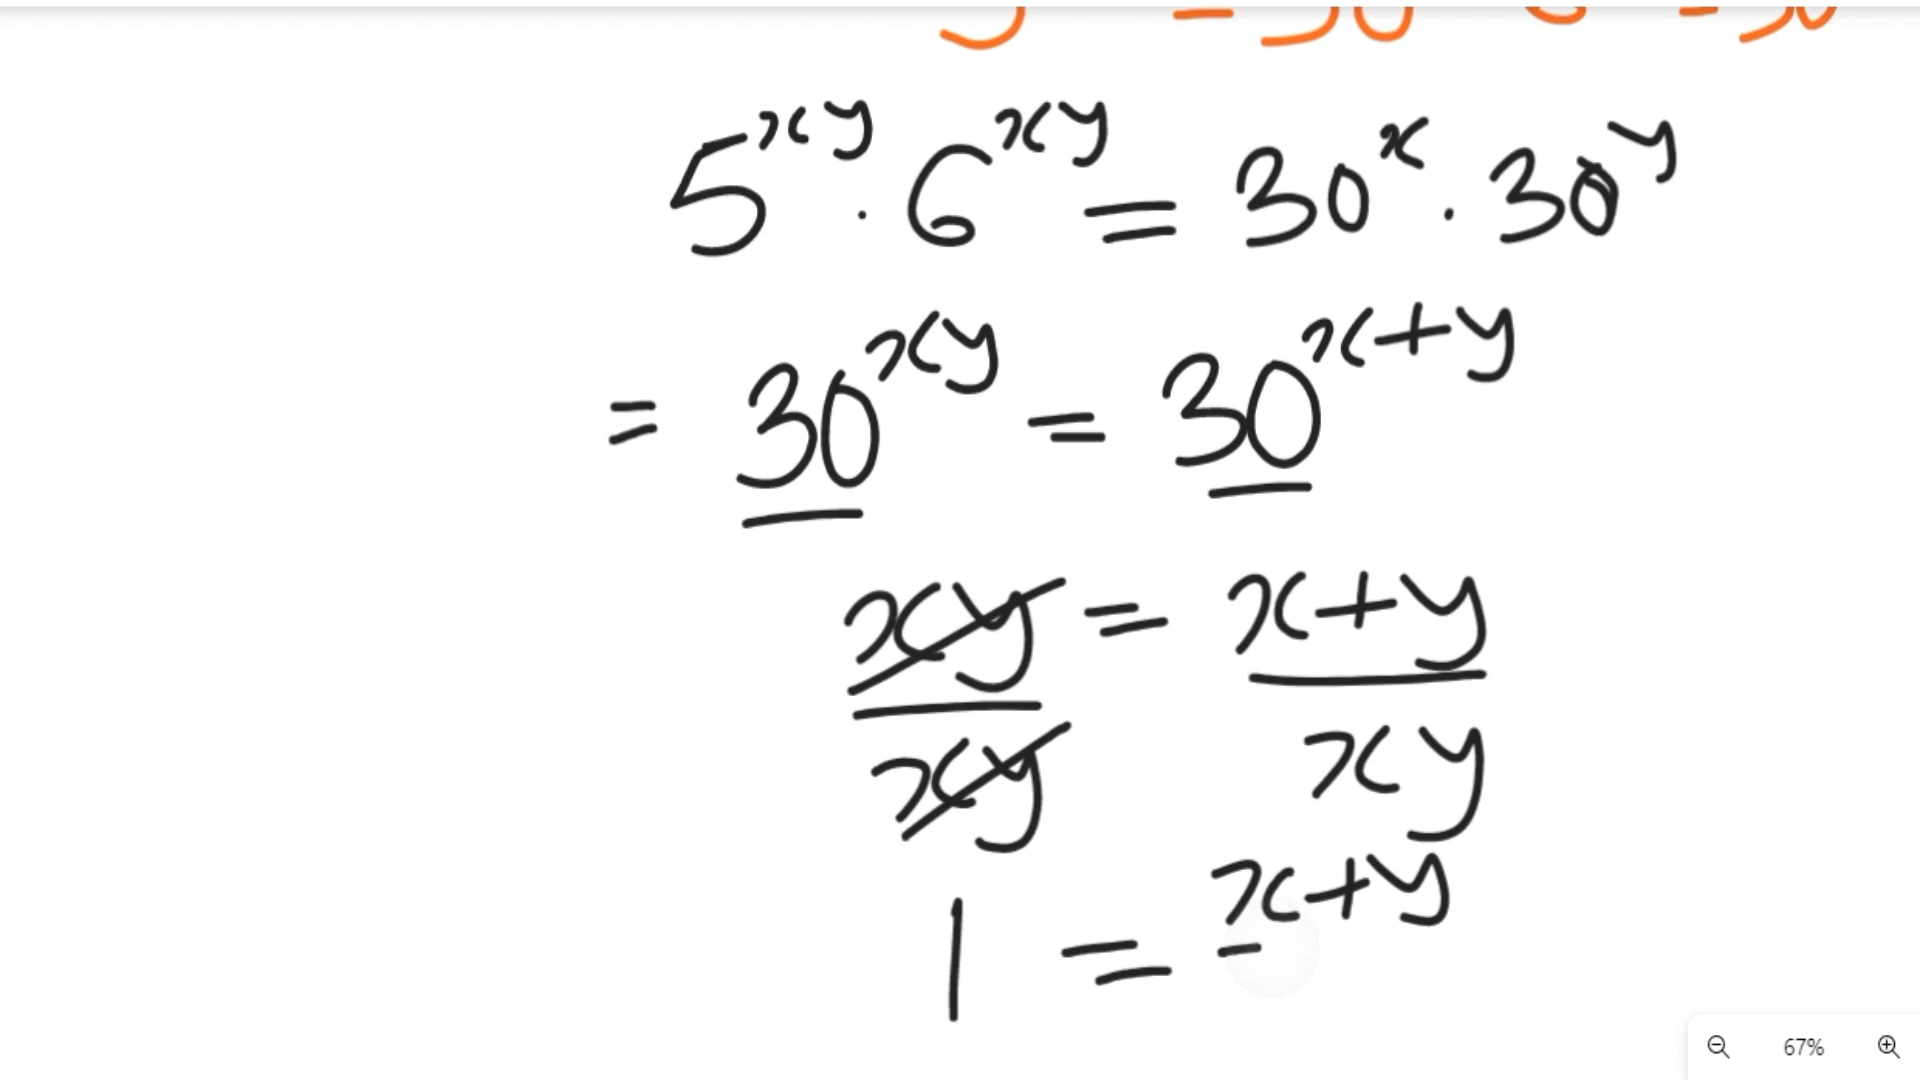 5^{xy} . 6^{xy} = 30^x . 30^y
= 30^{xy} = 30^{x+y}
xy/xy = x+y/xy
1 = x+y
67%